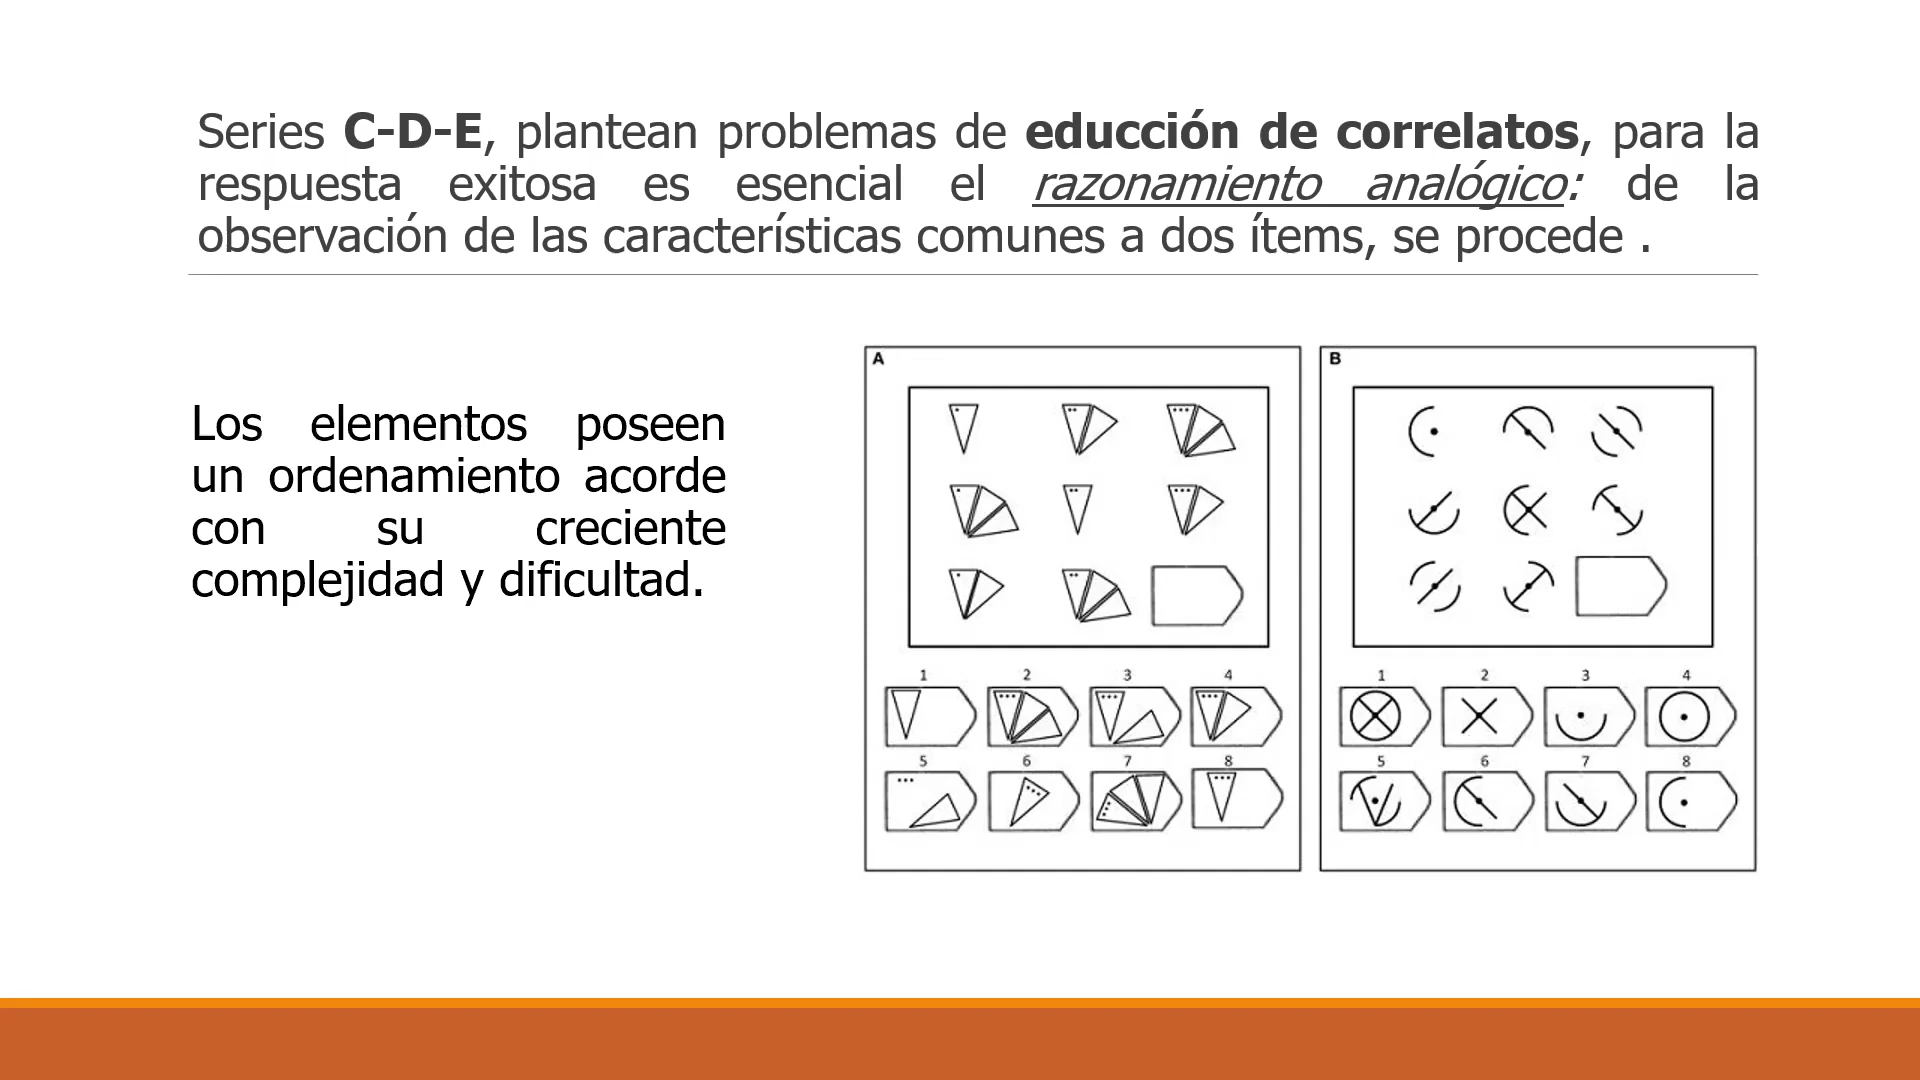 Series C-D-E, plantean problemas de educción de correlatos, para la
respuesta exitosa es esencial el razonamiento analógico: de la
observación de las características comunes a dos ítems, se procede .
Los elementos poseen
un ordenamiento acorde
con su creciente
complejidad y dificultad.
A
1 2 3 4
5 6 7 8
B
1 2 3 4
5 6 7 8